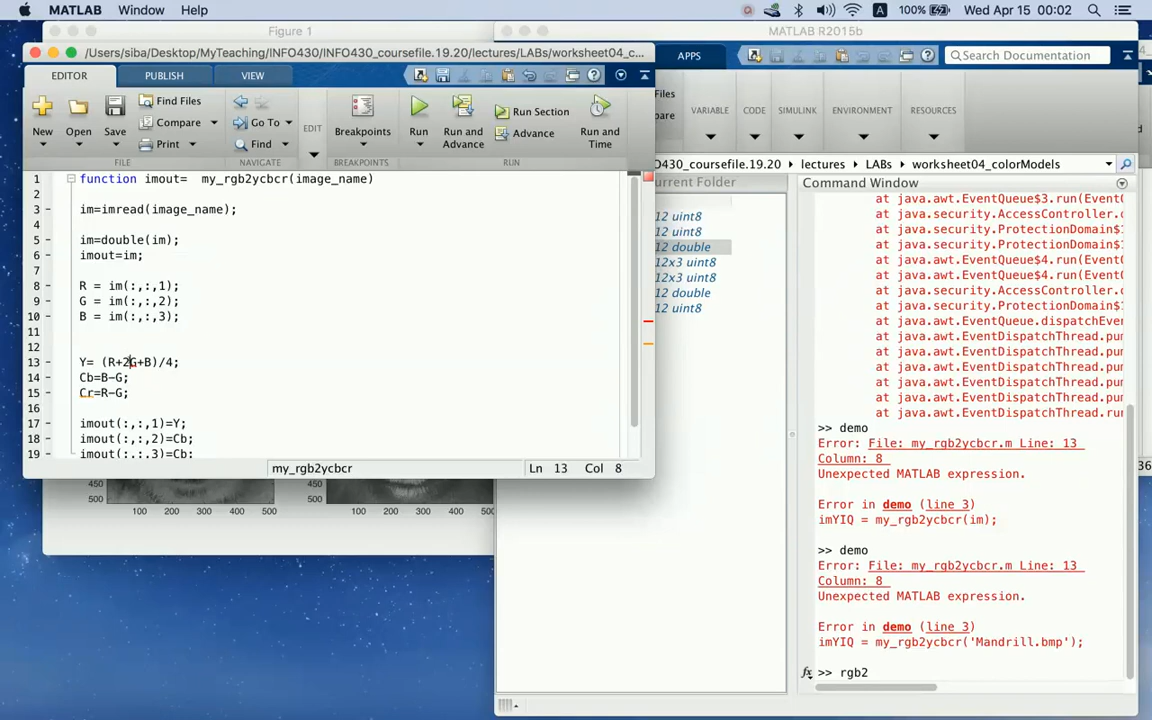 MATLAB Window Help 100% Wed Apr 15 00:02
Figure 1
MATLAB R2015b
/Users/siba/Desktop/MyTeaching/INFO430/INFO430_coursefile.19.20/lectures/LABs/worksheet04_c...
EDITOR PUBLISH VIEW
APPS
Search Documentation
New Open Save
Find Files
Compare
Print
Go To
Find
EDIT
Breakpoints
Run
Run and Advance
Run Section
Advance
Run and Time
FILE NAVIGATE BREAKPOINTS RUN
Files
pare
VARIABLE CODE SIMULINK ENVIRONMENT RESOURCES
O430_coursefile.19.20 › lectures › LABs › worksheet04_colorModels
urrent Folder
Command Window
1 function imout= my_rgb2ycbcr(image_name)
2
3 im=imread(image_name);
4
5 im=double(im);
6 imout=im;
7
8 R = im(:,:,1);
9 G = im(:,:,2);
10 B = im(:,:,3);
11
12
13 Y= (R+2G+B)/4;
14 Cb=B-G;
15 Cr=R-G;
16
17 imout(:,:,1)=Y;
18 imout(:,:,2)=Cb;
19 imout(:,:,3)=Cb;
my_rgb2ycbcr Ln 13 Col 8
450
500
100 200 300 400 500
450
500
100 200 300 400 50
12 uint8
12 uint8
12 double
12x3 uint8
12x3 uint8
12 double
12 uint8
at java.awt.EventQueue$3.run(Event
at java.security.AccessController.
at java.security.ProtectionDomain$
at java.security.ProtectionDomain$
at java.awt.EventQueue$4.run(Event
at java.awt.EventQueue$4.run(Event
at java.security.AccessController.
at java.security.ProtectionDomain$
at java.awt.EventQueue.dispatchEve
at java.awt.EventDispatchThread.pu
at java.awt.EventDispatchThread.pu
at java.awt.EventDispatchThread.pu
at java.awt.EventDispatchThread.pu
at java.awt.EventDispatchThread.pu
at java.awt.EventDispatchThread.ru
>> demo
Error: File: my_rgb2ycbcr.m Line: 13
Column: 8
Unexpected MATLAB expression.
Error in demo (line 3)
imYIQ = my_rgb2ycbcr(im);
>> demo
Error: File: my_rgb2ycbcr.m Line: 13
Column: 8
Unexpected MATLAB expression.
Error in demo (line 3)
imYIQ = my_rgb2ycbcr('Mandrill.bmp');
fx >> rgb2